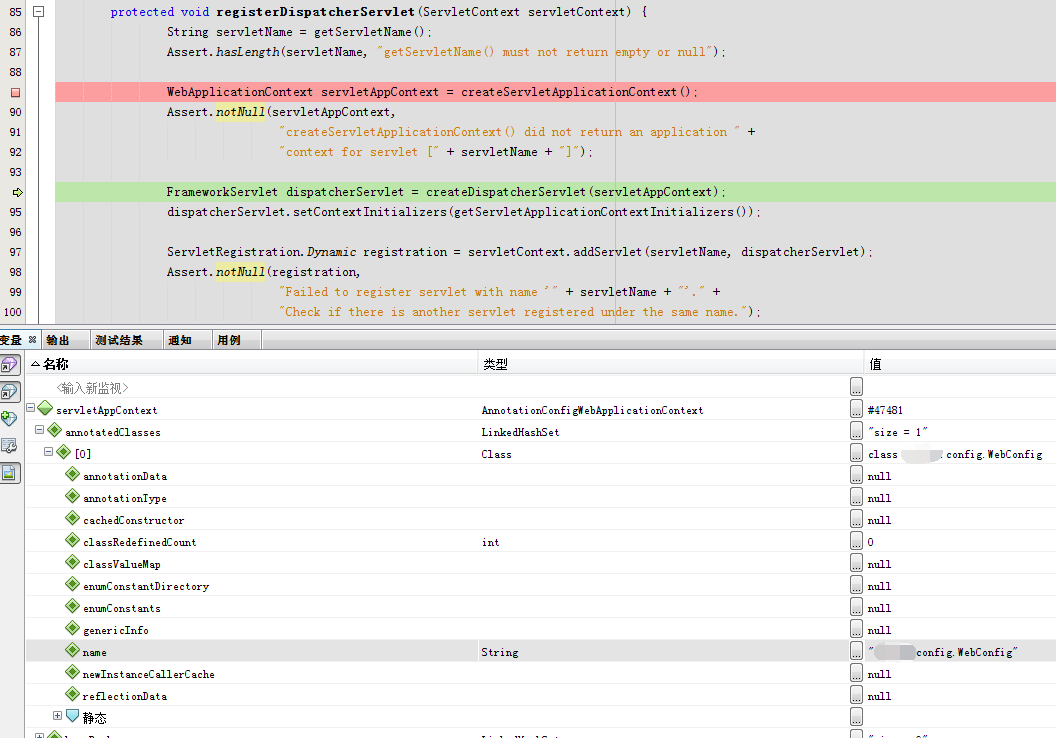 85 protected void registerDispatcherServlet(ServletContext servletContext) {
86 String servletName = getServletName();
87 Assert.hasLength(servletName, "getServletName() must not return empty or null");
88
WebApplicationContext servletAppContext = createServletApplicationContext();
90 Assert.notNull(servletAppContext,
91 "createServletApplicationContext() did not return an application " +
92 "context for servlet [" + servletName + "]");
93
FrameworkServlet dispatcherServlet = createDispatcherServlet(servletAppContext);
95 dispatcherServlet.setContextInitializers(getServletApplicationContextInitializers());
96
97 ServletRegistration.Dynamic registration = servletContext.addServlet(servletName, dispatcherServlet);
98 Assert.notNull(registration,
99 "Failed to register servlet with name '" + servletName + "'." +
100 "Check if there is another servlet registered under the same name.");
变量 输出 测试结果 通知 用例
名称 类型 值
<输入新监视> ...
servletAppContext AnnotationConfigWebApplicationContext ... #47481
annotatedClasses LinkedHashSet ... "size = 1"
[0] Class ... class config.WebConfig
annotationData ... null
annotationType ... null
cachedConstructor ... null
classRedefinedCount int ... 0
classValueMap ... null
enumConstantDirectory ... null
enumConstants ... null
genericInfo ... null
name String ... " config.WebConfig"
newInstanceCallerCache ... null
reflectionData ... null
静态 ...